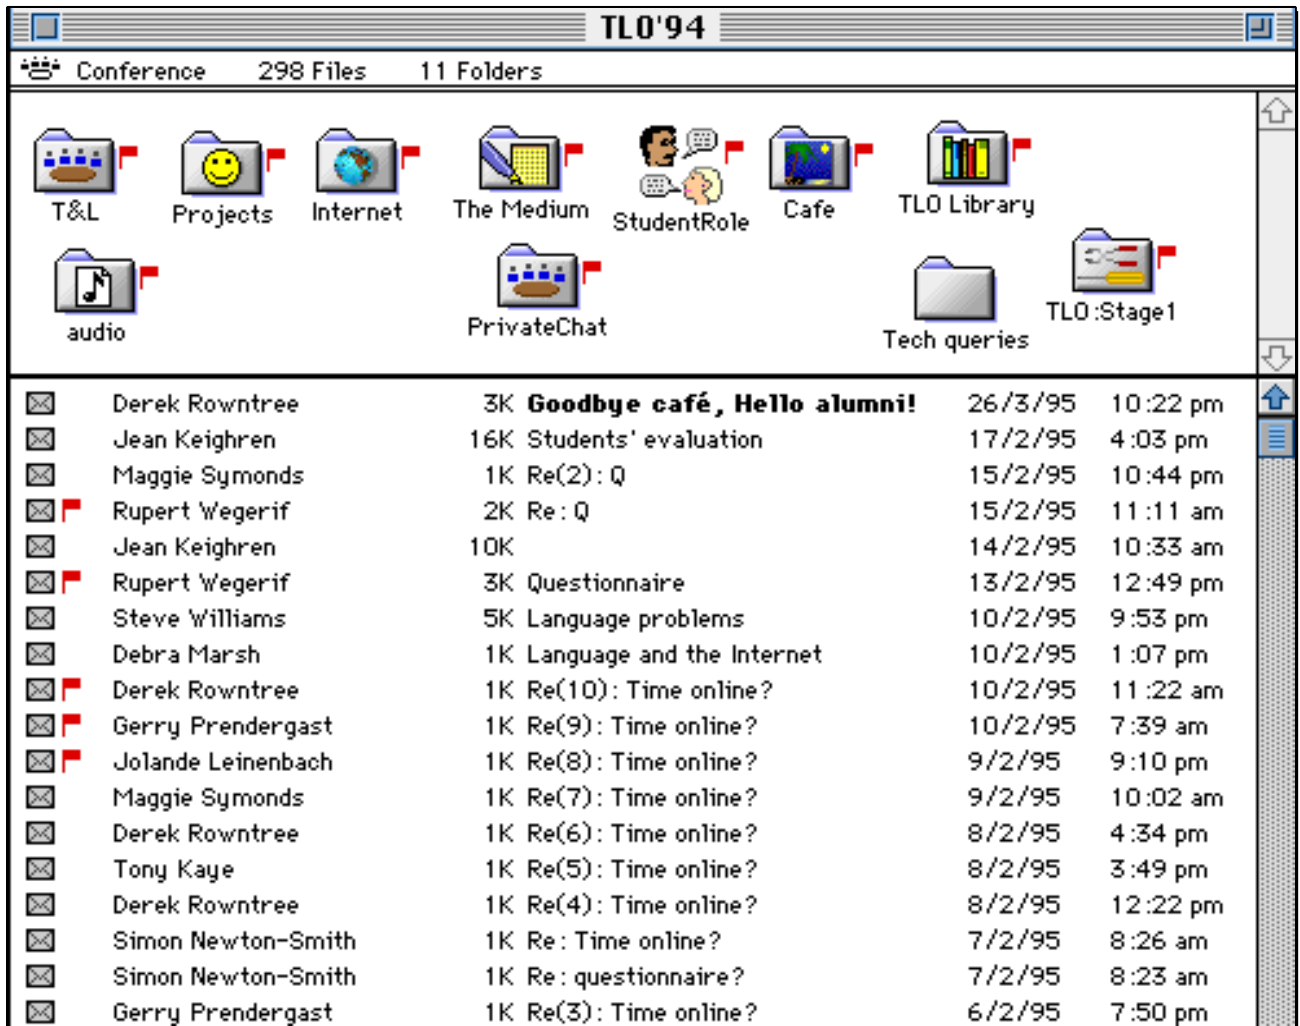 TLO'94
Conference 298 Files 11 Folders
T&L Projects Internet The Medium StudentRole Cafe TLO Library
audio PrivateChat Tech queries TLO:Stage1
Derek Rowntree 3K Goodbye café, Hello alumni! 26/3/95 10:22 pm
Jean Keighren 16K Students' evaluation 17/2/95 4:03 pm
Maggie Symonds 1K Re(2): Q 15/2/95 10:44 pm
Rupert Wegerif 2K Re: Q 15/2/95 11:11 am
Jean Keighren 10K 14/2/95 10:33 am
Rupert Wegerif 3K Questionnaire 13/2/95 12:49 pm
Steve Williams 5K Language problems 10/2/95 9:53 pm
Debra Marsh 1K Language and the Internet 10/2/95 1:07 pm
Derek Rowntree 1K Re(10): Time online? 10/2/95 11:22 am
Gerry Prendergast 1K Re(9): Time online? 10/2/95 7:39 am
Jolande Leinenbach 1K Re(8): Time online? 9/2/95 9:10 pm
Maggie Symonds 1K Re(7): Time online? 9/2/95 10:02 am
Derek Rowntree 1K Re(6): Time online? 8/2/95 4:34 pm
Tony Kaye 1K Re(5): Time online? 8/2/95 3:49 pm
Derek Rowntree 1K Re(4): Time online? 8/2/95 12:22 pm
Simon Newton-Smith 1K Re: Time online? 7/2/95 8:26 am
Simon Newton-Smith 1K Re: questionnaire? 7/2/95 8:23 am
Gerry Prendergast 1K Re(3): Time online? 6/2/95 7:50 pm